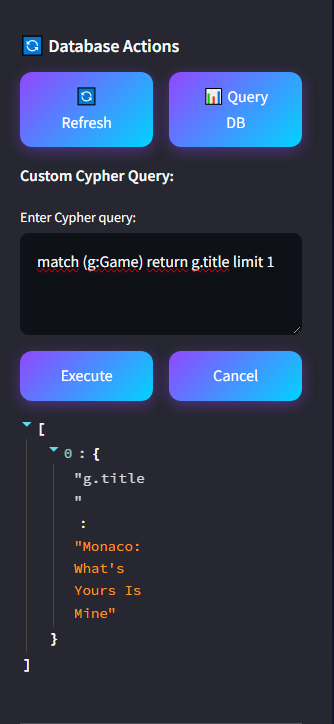 🔄 Database Actions
🔄
Refresh
📊 Query
DB
Custom Cypher Query:
Enter Cypher query:
match (g:Game) return g.title limit 1
Execute
Cancel
[
0 : {
"g.title
"
:
"Monaco:
What's
Yours Is
Mine"
}
]